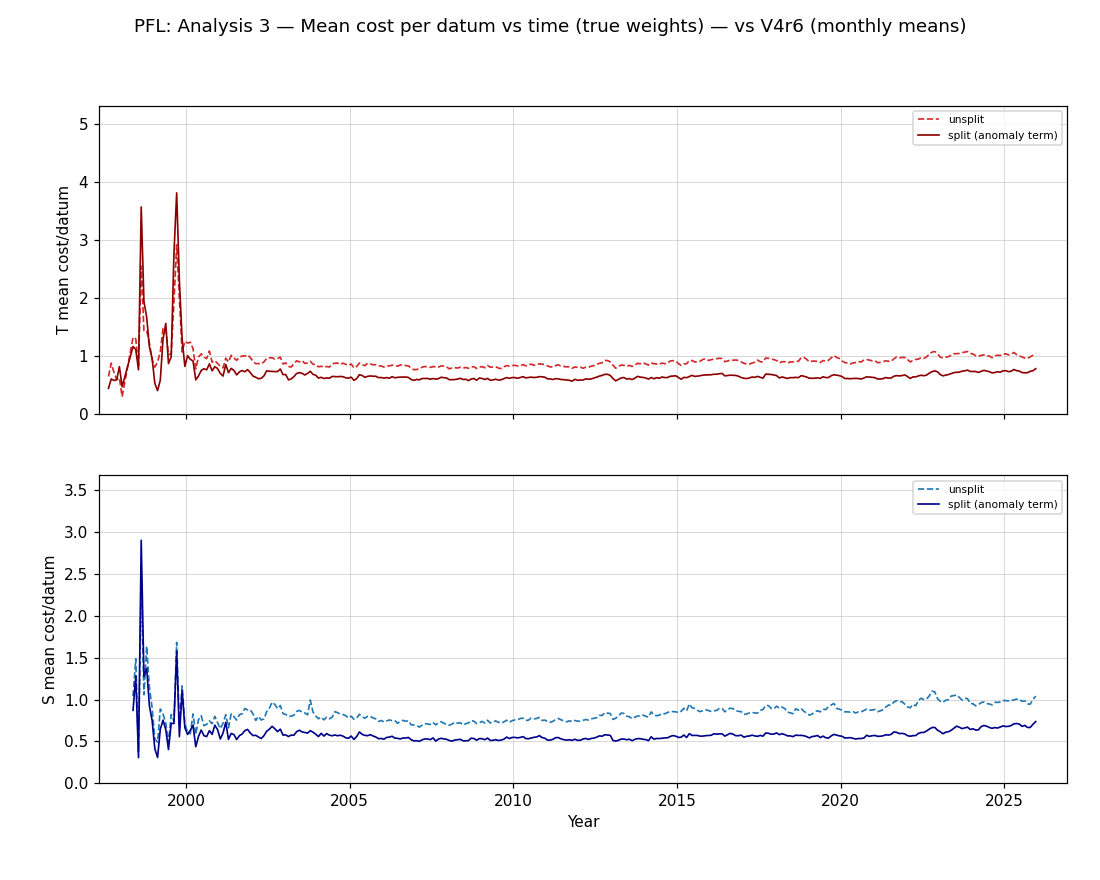 PFL: Analysis 3 — Mean cost per datum vs time (true weights) — vs V4r6 (monthly means)
T mean cost/datum
5
4
3
2
1
0
unsplit
split (anomaly term)
S mean cost/datum
3.5
3.0
2.5
2.0
1.5
1.0
0.5
0.0
unsplit
split (anomaly term)
2000
2005
2010
2015
2020
2025
Year